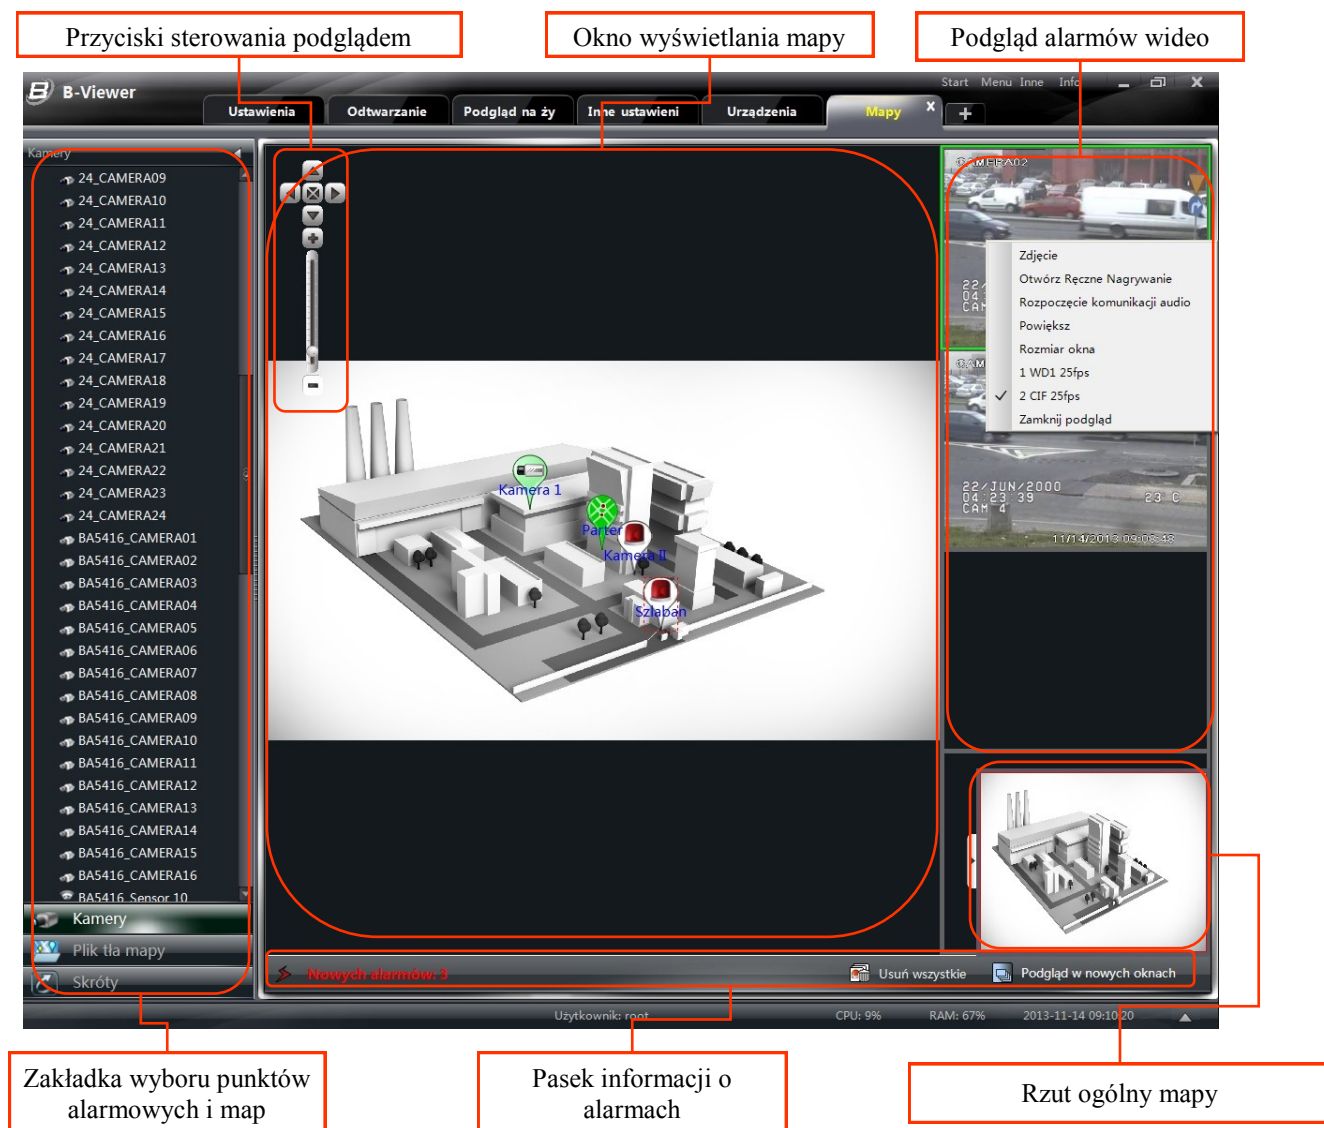 Przyciski sterowania podglądem
Okno wyświetlania mapy
Podgląd alarmów wideo
B-Viewer
Start Menu Inne Info
Ustawienia
Odtwarzanie
Podgląd na ży
Inne ustawieni
Urządzenia
Mapy
Kamery
24_CAMERA09
24_CAMERA10
24_CAMERA11
24_CAMERA12
24_CAMERA13
24_CAMERA14
24_CAMERA15
24_CAMERA16
24_CAMERA17
24_CAMERA18
24_CAMERA19
24_CAMERA20
24_CAMERA21
24_CAMERA22
24_CAMERA23
24_CAMERA24
BA5416_CAMERA01
BA5416_CAMERA02
BA5416_CAMERA03
BA5416_CAMERA04
BA5416_CAMERA05
BA5416_CAMERA06
BA5416_CAMERA07
BA5416_CAMERA08
BA5416_CAMERA09
BA5416_CAMERA10
BA5416_CAMERA11
BA5416_CAMERA12
BA5416_CAMERA13
BA5416_CAMERA14
BA5416_CAMERA15
BA5416_CAMERA16
BA5416_Sensor 10
Kamery
Plik tła mapy
Skróty
Kamera 1
Parter
Kamera II
Szlaban
CAMERA02
Zdjęcie
Otwórz Ręczne Nagrywanie
Rozpoczęcie komunikacji audio
Powiększ
Rozmiar okna
1 WD1 25fps
2 CIF 25fps
Zamknij podgląd
22/JUN/2000
04:23:39
23 C
CAM 4
11/14/2013 09:08:48
Nowych alarmów: 3
Usuń wszystkie
Podgląd w nowych oknach
Użytkownik: root
CPU: 9%
RAM: 67%
2013-11-14 09:10:20
Zakładka wyboru punktów
alarmowych i map
Pasek informacji o
alarmach
Rzut ogólny mapy